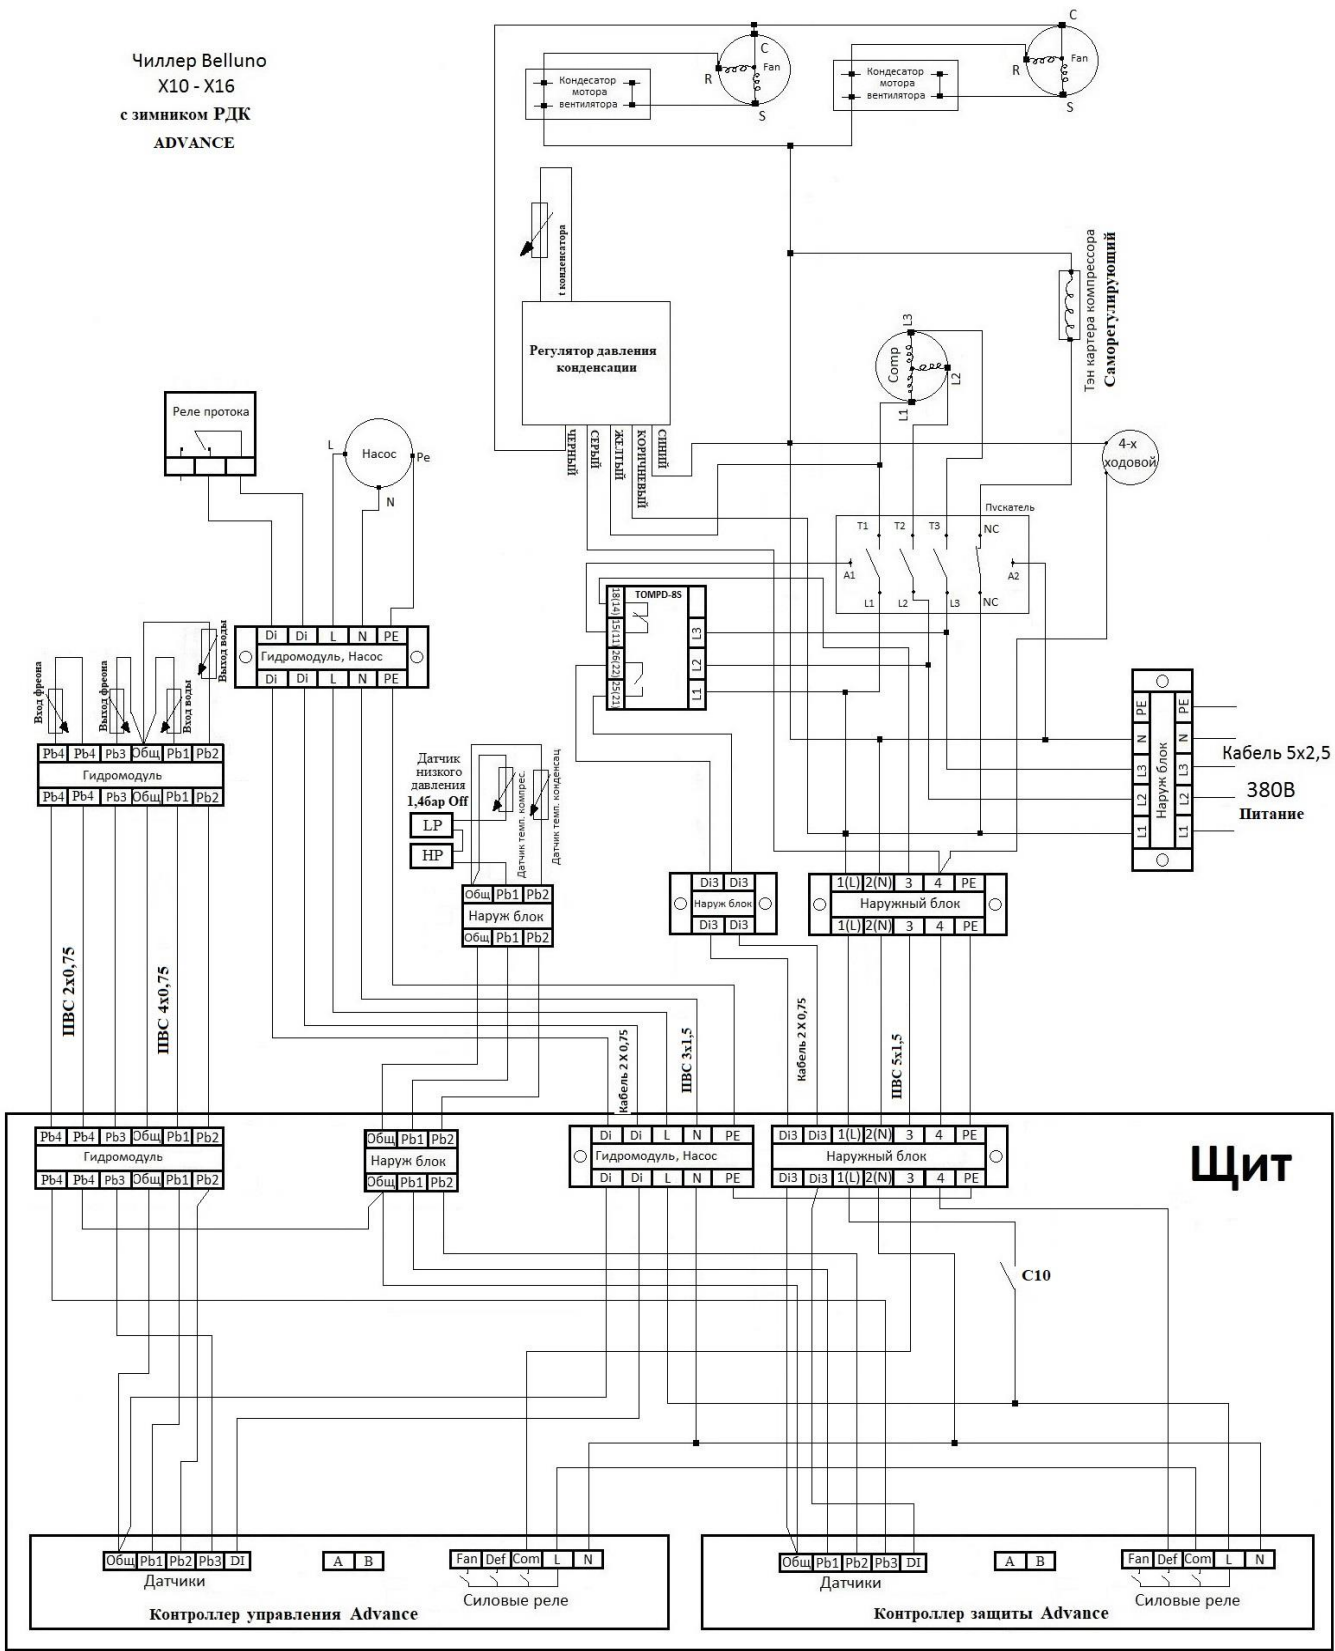 Чиллер Belluno
X10 - X16
с зимником РДК
ADVANCE
C
Fan
R
S
Кондесатор
мотора
вентилятора
C
Fan
R
S
Кондесатор
мотора
вентилятора
t конденсатора
Регулятор давления
конденсации
ЧЕРНЫЙ
СЕРЫЙ
ЖЕЛТЫЙ
КОРИЧНЕВЫЙ
СИНИЙ
Тэн картера компрессора
Саморегулирующий
Comp
L3
L2
L1
4-х
ходовой
Пускатель
T1 T2 T3 NC
A1 A2
L1 L2 L3 NC
Реле протока
L Насос Pe
N
TOMPD-8S
18(14)
15(11)
26(22)
25(21)
L3
L2
L1
Di Di L N PE
Гидромодуль, Насос
Di Di L N PE
Вход фреона
Выход фреона
Вход воды
Выход воды
Pb4 Pb4 Pb3 Общ Pb1 Pb2
Гидромодуль
Pb4 Pb4 Pb3 Общ Pb1 Pb2
Датчик
низкого
давления
1,4бар Off
LP
HP
Датчик темп. компрес.
Датчик темп. конденсац
Общ Pb1 Pb2
Наруж блок
Общ Pb1 Pb2
Di3 Di3
Наруж блок
Di3 Di3
1(L) 2(N) 3 4 PE
Наружный блок
1(L) 2(N) 3 4 PE
PE PE
N N
L3 L3
L2 L2
L1 L1
Наруж блок
Кабель 5х2,5
380В
Питание
ПВС 2х0,75
ПВС 4х0,75
Кабель 2 X 0,75
ПВС 3х1,5
Кабель 2 X 0,75
ПВС 5х1,5
Щит
Pb4 Pb4 Pb3 Общ Pb1 Pb2
Гидромодуль
Pb4 Pb4 Pb3 Общ Pb1 Pb2
Общ Pb1 Pb2
Наруж блок
Общ Pb1 Pb2
Di Di L N PE
Гидромодуль, Насос
Di Di L N PE
Di3 Di3 1(L) 2(N) 3 4 PE
Наружный блок
Di3 Di3 1(L) 2(N) 3 4 PE
C10
Общ Pb1 Pb2 Pb3 DI
Датчики
A B
Fan Def Com L N
Силовые реле
Контроллер управления Advance
Общ Pb1 Pb2 Pb3 DI
Датчики
A B
Fan Def Com L N
Силовые реле
Контроллер защиты Advance